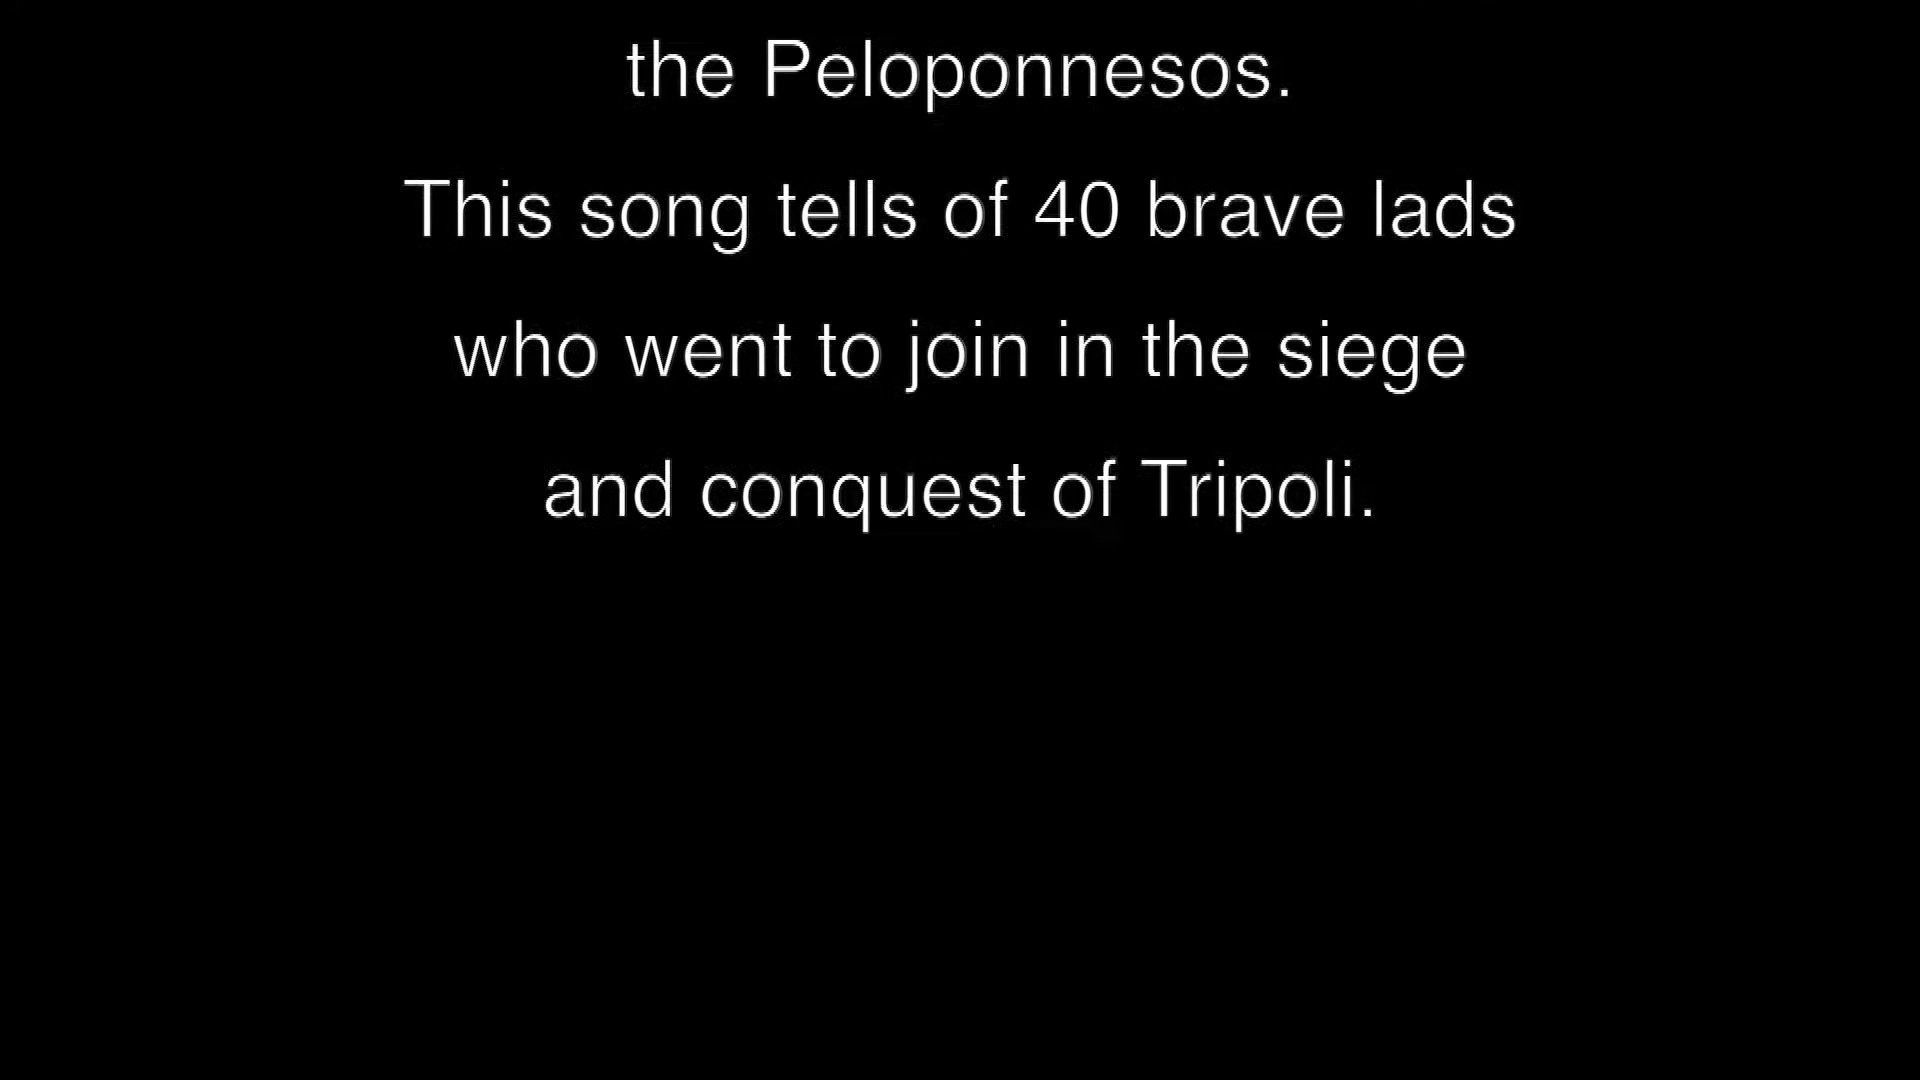 the Peloponnesos.
This song tells of 40 brave lads
who went to join in the siege
and conquest of Tripoli.